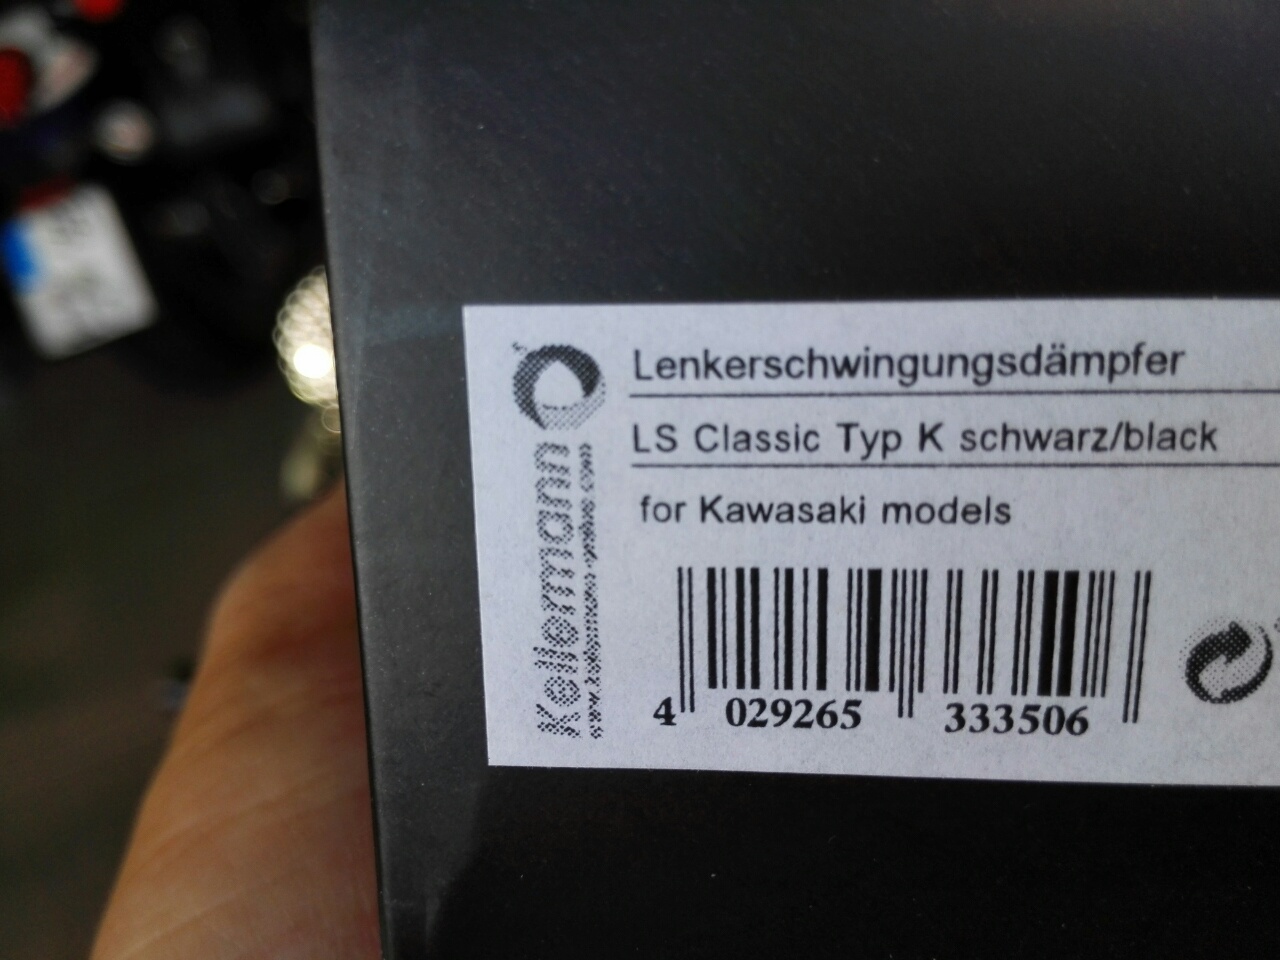 Lenkerschwingungsdämpfer
LS Classic Typ K schwarz/black
for Kawasaki models
4 029265 333506
Kellermann